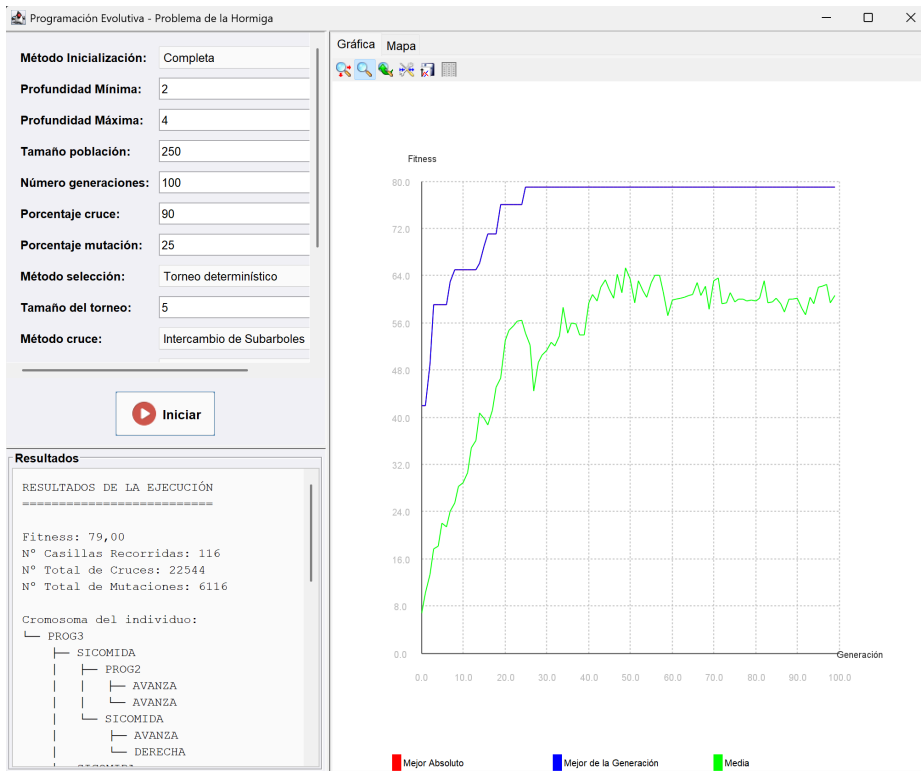 Programación Evolutiva - Problema de la Hormiga
Método Inicialización: Completa
Profundidad Mínima: 2
Profundidad Máxima: 4
Tamaño población: 250
Número generaciones: 100
Porcentaje cruce: 90
Porcentaje mutación: 25
Método selección: Torneo determinístico
Tamaño del torneo: 5
Método cruce: Intercambio de Subarboles
Iniciar
Resultados
RESULTADOS DE LA EJECUCIÓN
==========================
Fitness: 79,00
Nº Casillas Recorridas: 116
Nº Total de Cruces: 22544
Nº Total de Mutaciones: 6116
Cromosoma del individuo:
└─ PROG3
├─ SICOMIDA
│ ├─ PROG2
│ │ ├─ AVANZA
│ │ └─ AVANZA
│ └─ SICOMIDA
│ ├─ AVANZA
│ └─ DERECHA
Gráfica Mapa
Fitness
80.0
72.0
64.0
56.0
48.0
40.0
32.0
24.0
16.0
8.0
0.0
Generación
0.0 10.0 20.0 30.0 40.0 50.0 60.0 70.0 80.0 90.0 100.0
Mejor Absoluto Mejor de la Generación Media